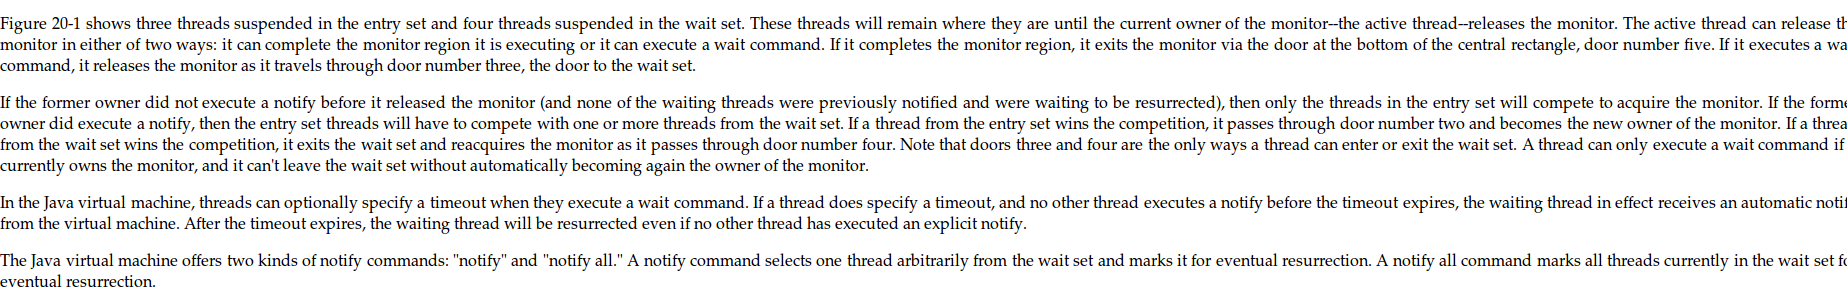 Figure 20-1 shows three threads suspended in the entry set and four threads suspended in the wait set. These threads will remain where they are until the current owner of the monitor--the active thread--releases the monitor. The active thread can release th
monitor in either of two ways: it can complete the monitor region it is executing or it can execute a wait command. If it completes the monitor region, it exits the monitor via the door at the bottom of the central rectangle, door number five. If it executes a wa
command, it releases the monitor as it travels through door number three, the door to the wait set.
If the former owner did not execute a notify before it released the monitor (and none of the waiting threads were previously notified and were waiting to be resurrected), then only the threads in the entry set will compete to acquire the monitor. If the forme
owner did execute a notify, then the entry set threads will have to compete with one or more threads from the wait set. If a thread from the entry set wins the competition, it passes through door number two and becomes the new owner of the monitor. If a threa
from the wait set wins the competition, it exits the wait set and reacquires the monitor as it passes through door number four. Note that doors three and four are the only ways a thread can enter or exit the wait set. A thread can only execute a wait command if
currently owns the monitor, and it can't leave the wait set without automatically becoming again the owner of the monitor.
In the Java virtual machine, threads can optionally specify a timeout when they execute a wait command. If a thread does specify a timeout, and no other thread executes a notify before the timeout expires, the waiting thread in effect receives an automatic notif
from the virtual machine. After the timeout expires, the waiting thread will be resurrected even if no other thread has executed an explicit notify.
The Java virtual machine offers two kinds of notify commands: "notify" and "notify all." A notify command selects one thread arbitrarily from the wait set and marks it for eventual resurrection. A notify all command marks all threads currently in the wait set fo
eventual resurrection.